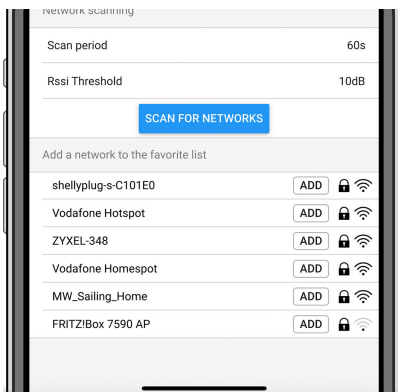 Network scanning
Scan period 60s
Rssi Threshold 10dB
SCAN FOR NETWORKS
Add a network to the favorite list
shellyplug-s-C101E0 ADD
Vodafone Hotspot ADD
ZYXEL-348 ADD
Vodafone Homespot ADD
MW_Sailing_Home ADD
FRITZ!Box 7590 AP ADD